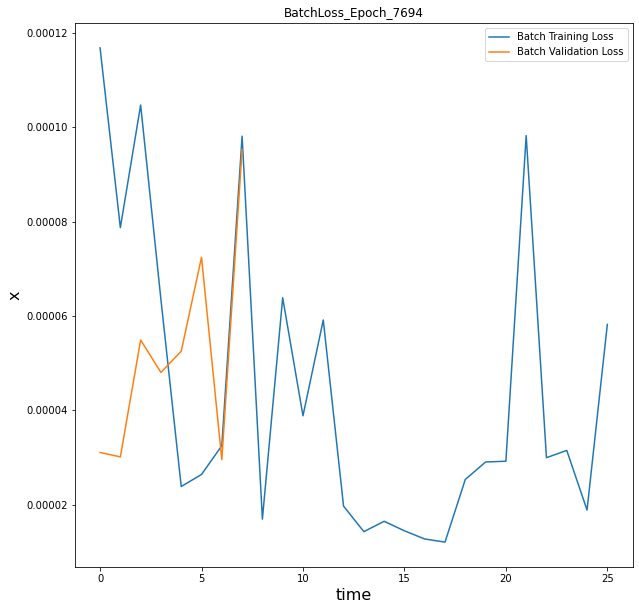 BatchLoss_Epoch_7694
Batch Training Loss
Batch Validation Loss
0.00012
0.00010
0.00008
0.00006
0.00004
0.00002
x
0 5 10 15 20 25
time